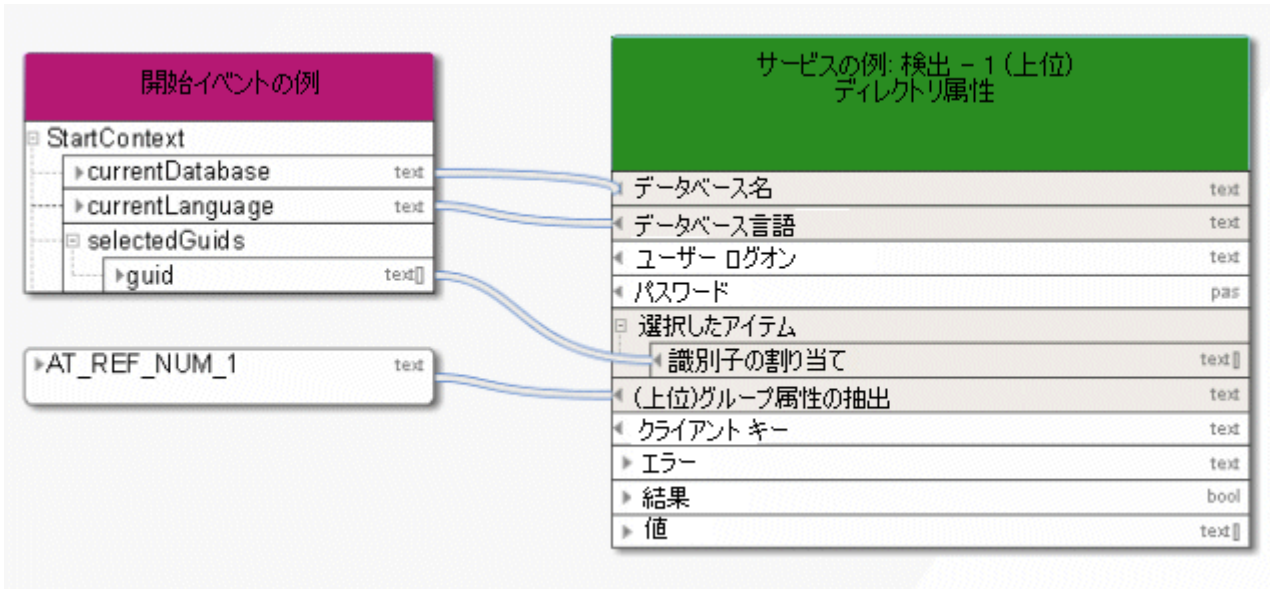 開始イベントの例
StartContext
currentDatabase text
currentLanguage text
selectedGuids
guid text[]
AT_REF_NUM_1 text
サービスの例: 検出 - 1 (上位)
ディレクトリ属性
データベース名 text
データベース言語 text
ユーザー ログオン text
パスワード pas
選択したアイテム
識別子の割り当て text[]
(上位)グループ属性の抽出 text
クライアント キー text
エラー text
結果 bool
値 text[]